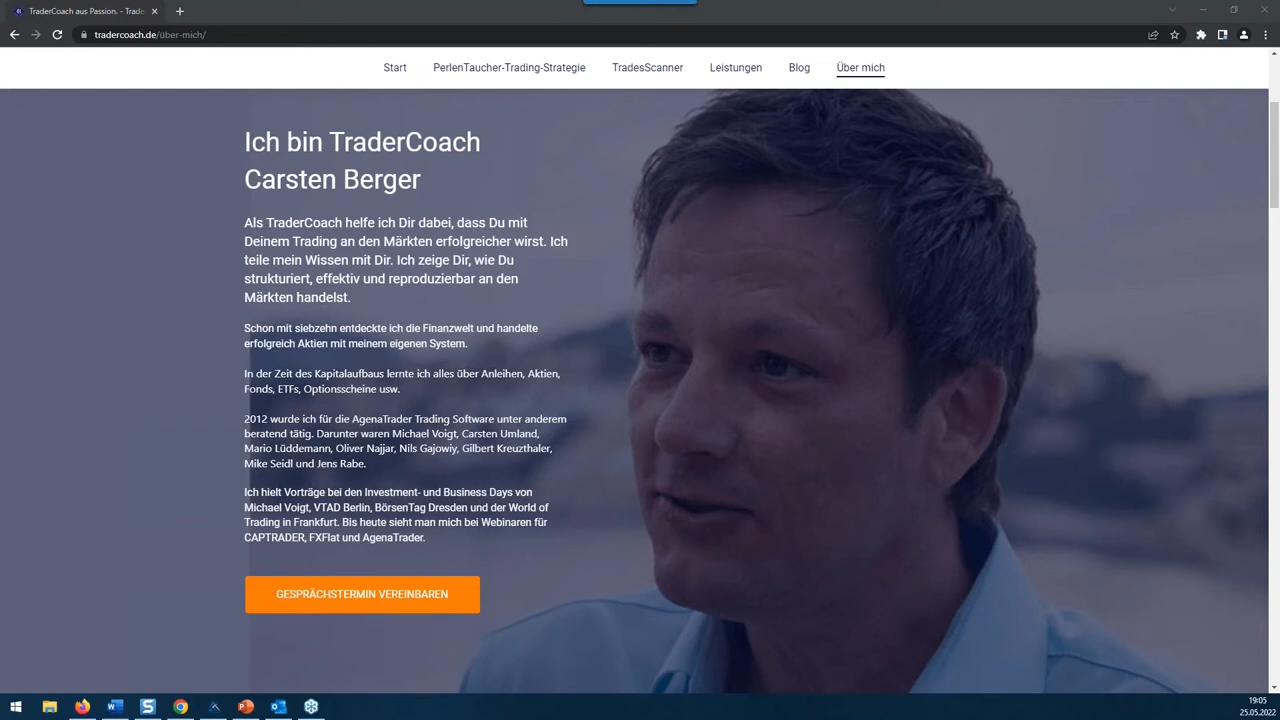 TraderCoach aus Passion. - Trade
tradercoach.de/über-mich/
Start PerlenTaucher-Trading-Strategie TradesScanner Leistungen Blog Über mich
Ich bin TraderCoach
Carsten Berger
Als TraderCoach helfe ich Dir dabei, dass Du mit
Deinem Trading an den Märkten erfolgreicher wirst. Ich
teile mein Wissen mit Dir. Ich zeige Dir, wie Du
strukturiert, effektiv und reproduzierbar an den
Märkten handelst.
Schon mit siebzehn entdeckte ich die Finanzwelt und handelte
erfolgreich Aktien mit meinem eigenen System.
In der Zeit des Kapitalaufbaus lernte ich alles über Anleihen, Aktien,
Fonds, ETFs, Optionsscheine usw.
2012 wurde ich für die AgenaTrader Trading Software unter anderem
beratend tätig. Darunter waren Michael Voigt, Carsten Umland,
Mario Lüddemann, Oliver Najjar, Nils Gajowiy, Gilbert Kreuzthaler,
Mike Seidl und Jens Rabe.
Ich hielt Vorträge bei den Investment- und Business Days von
Michael Voigt, VTAD Berlin, BörsenTag Dresden und der World of
Trading in Frankfurt. Bis heute sieht man mich bei Webinaren für
CAPTRADER, FXFlat und AgenaTrader.
GESPRÄCHSTERMIN VEREINBAREN
19:05
25.05.2022